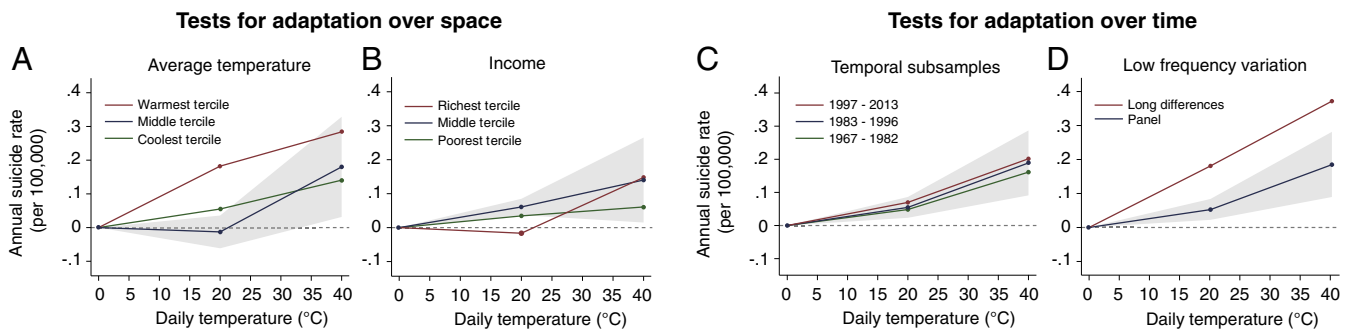 Tests for adaptation over space
Tests for adaptation over time
A
Average temperature
Annual suicide rate
(per 100,000)
.4
.3
.2
.1
0
-.1
Warmest tercile
Middle tercile
Coolest tercile
0 5 10 15 20 25 30 35 40
Daily temperature (°C)
B
Income
.4
.3
.2
.1
0
-.1
Richest tercile
Middle tercile
Poorest tercile
0 5 10 15 20 25 30 35 40
Daily temperature (°C)
C
Temporal subsamples
Annual suicide rate
(per 100,000)
.4
.3
.2
.1
0
-.1
1997 - 2013
1983 - 1996
1967 - 1982
0 5 10 15 20 25 30 35 40
Daily temperature (°C)
D
Low frequency variation
.4
.3
.2
.1
0
-.1
Long differences
Panel
0 5 10 15 20 25 30 35 40
Daily temperature (°C)